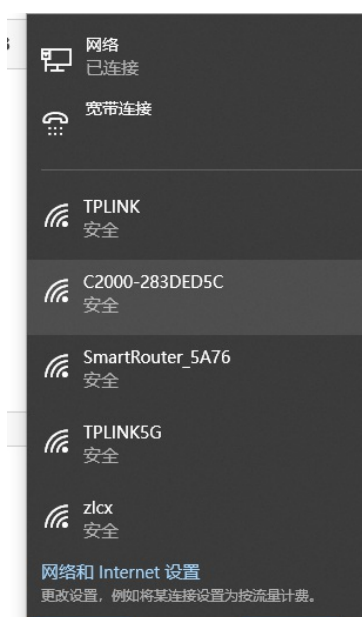 网络
已连接
宽带连接
TPLINK
安全
C2000-283DED5C
安全
SmartRouter_5A76
安全
TPLINK5G
安全
zlcx
安全
网络和 Internet 设置
更改设置，例如将某连接设置为按流量计费。